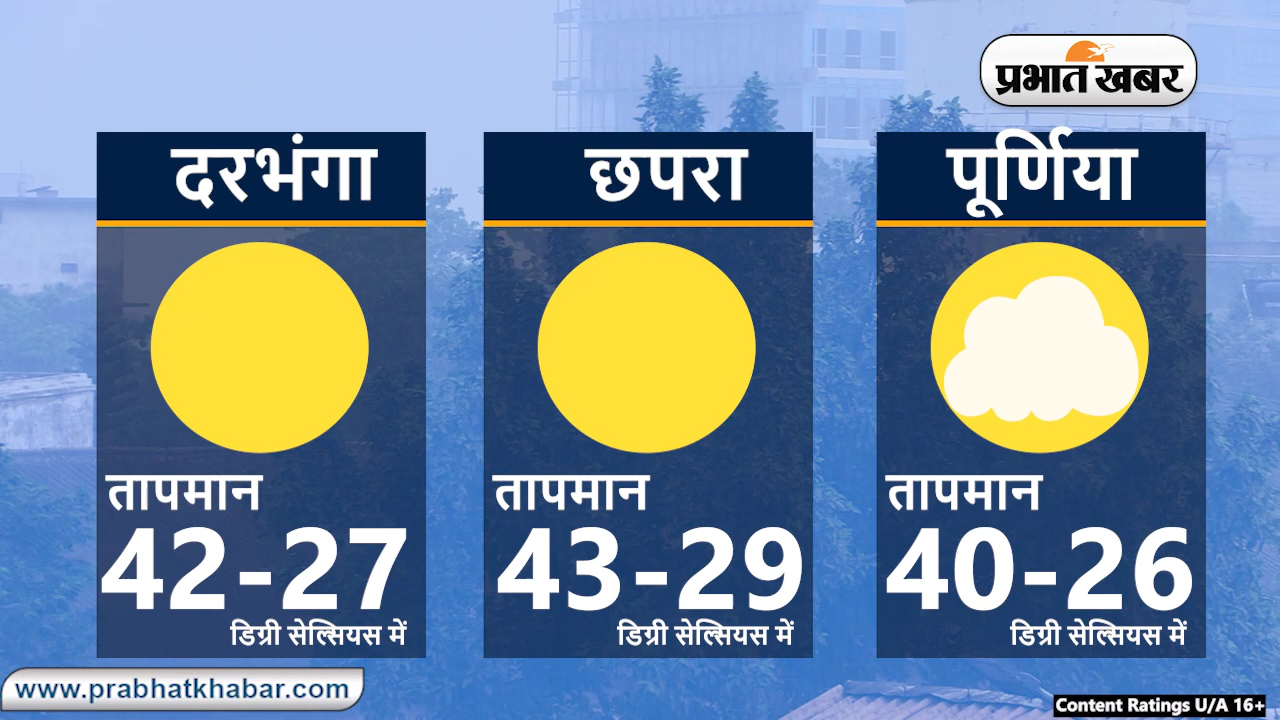 प्रभात खबर
दरभंगा
तापमान
42-27
डिग्री सेल्सियस में
छपरा
तापमान
43-29
डिग्री सेल्सियस में
पूर्णिया
तापमान
40-26
डिग्री सेल्सियस में
www.prabhatkhabar.com
Content Ratings U/A 16+